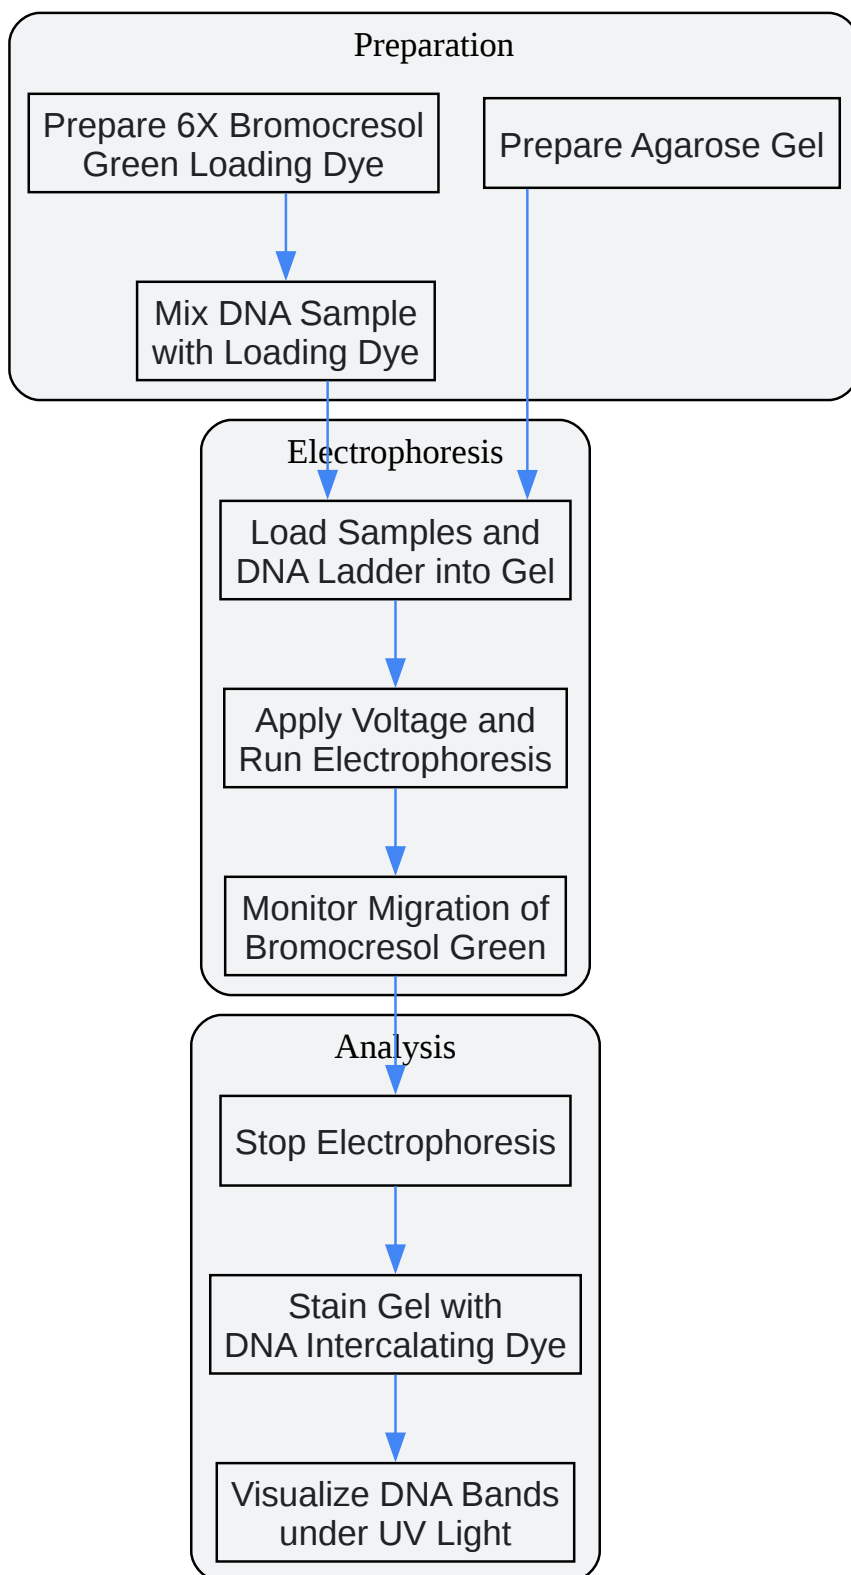 Preparation
Prepare 6X Bromocresol
Green Loading Dye
Prepare Agarose Gel
Mix DNA Sample
with Loading Dye
Electrophoresis
Load Samples and
DNA Ladder into Gel
Apply Voltage and
Run Electrophoresis
Monitor Migration of
Bromocresol Green
Analysis
Stop Electrophoresis
Stain Gel with
DNA Intercalating Dye
Visualize DNA Bands
under UV Light